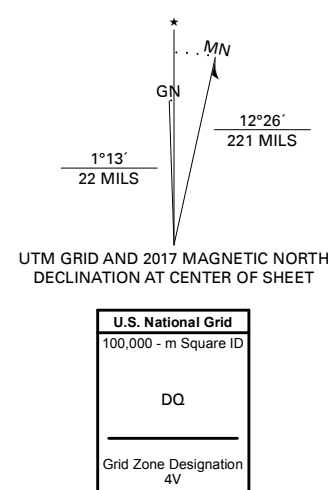 ★
MN
GN
12°26´
221 MILS
1°13´
22 MILS
UTM GRID AND 2017 MAGNETIC NORTH
DECLINATION AT CENTER OF SHEET
U.S. National Grid
100,000 - m Square ID
DQ
Grid Zone Designation
4V